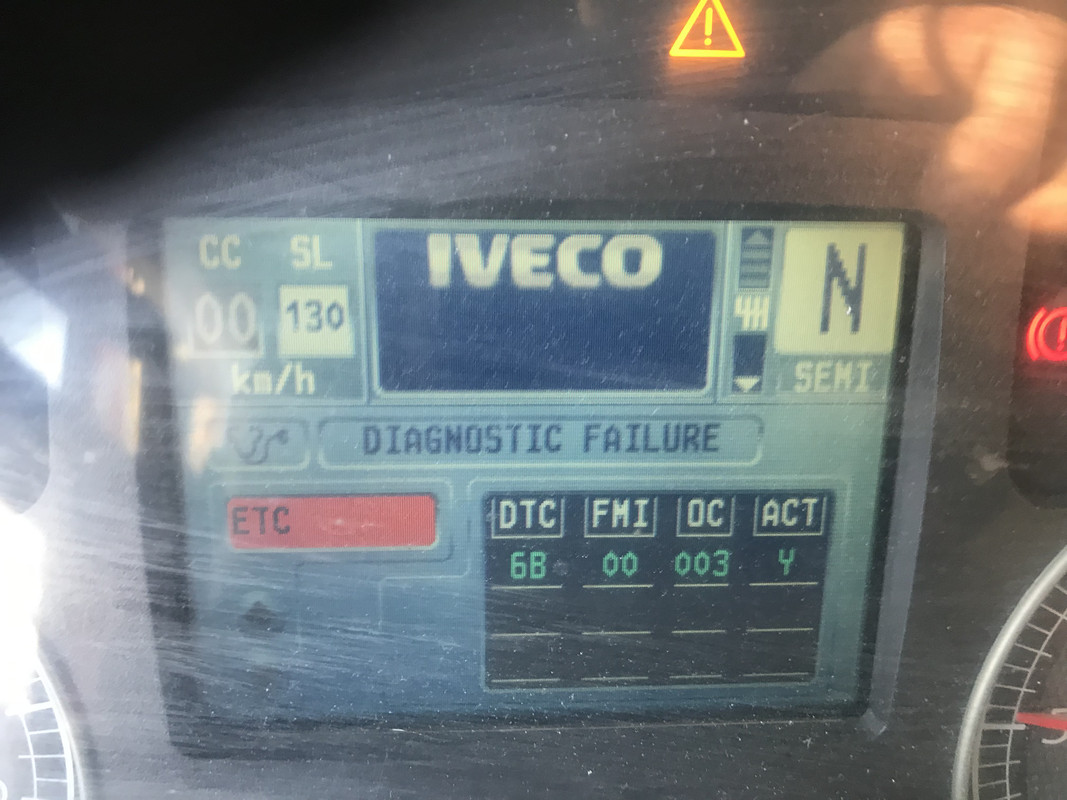 CC SL
IVECO
N
00 130
km/h
SEMI
DIAGNOSTIC FAILURE
ETC
DTC FMI OC ACT
6B 00 003 Y